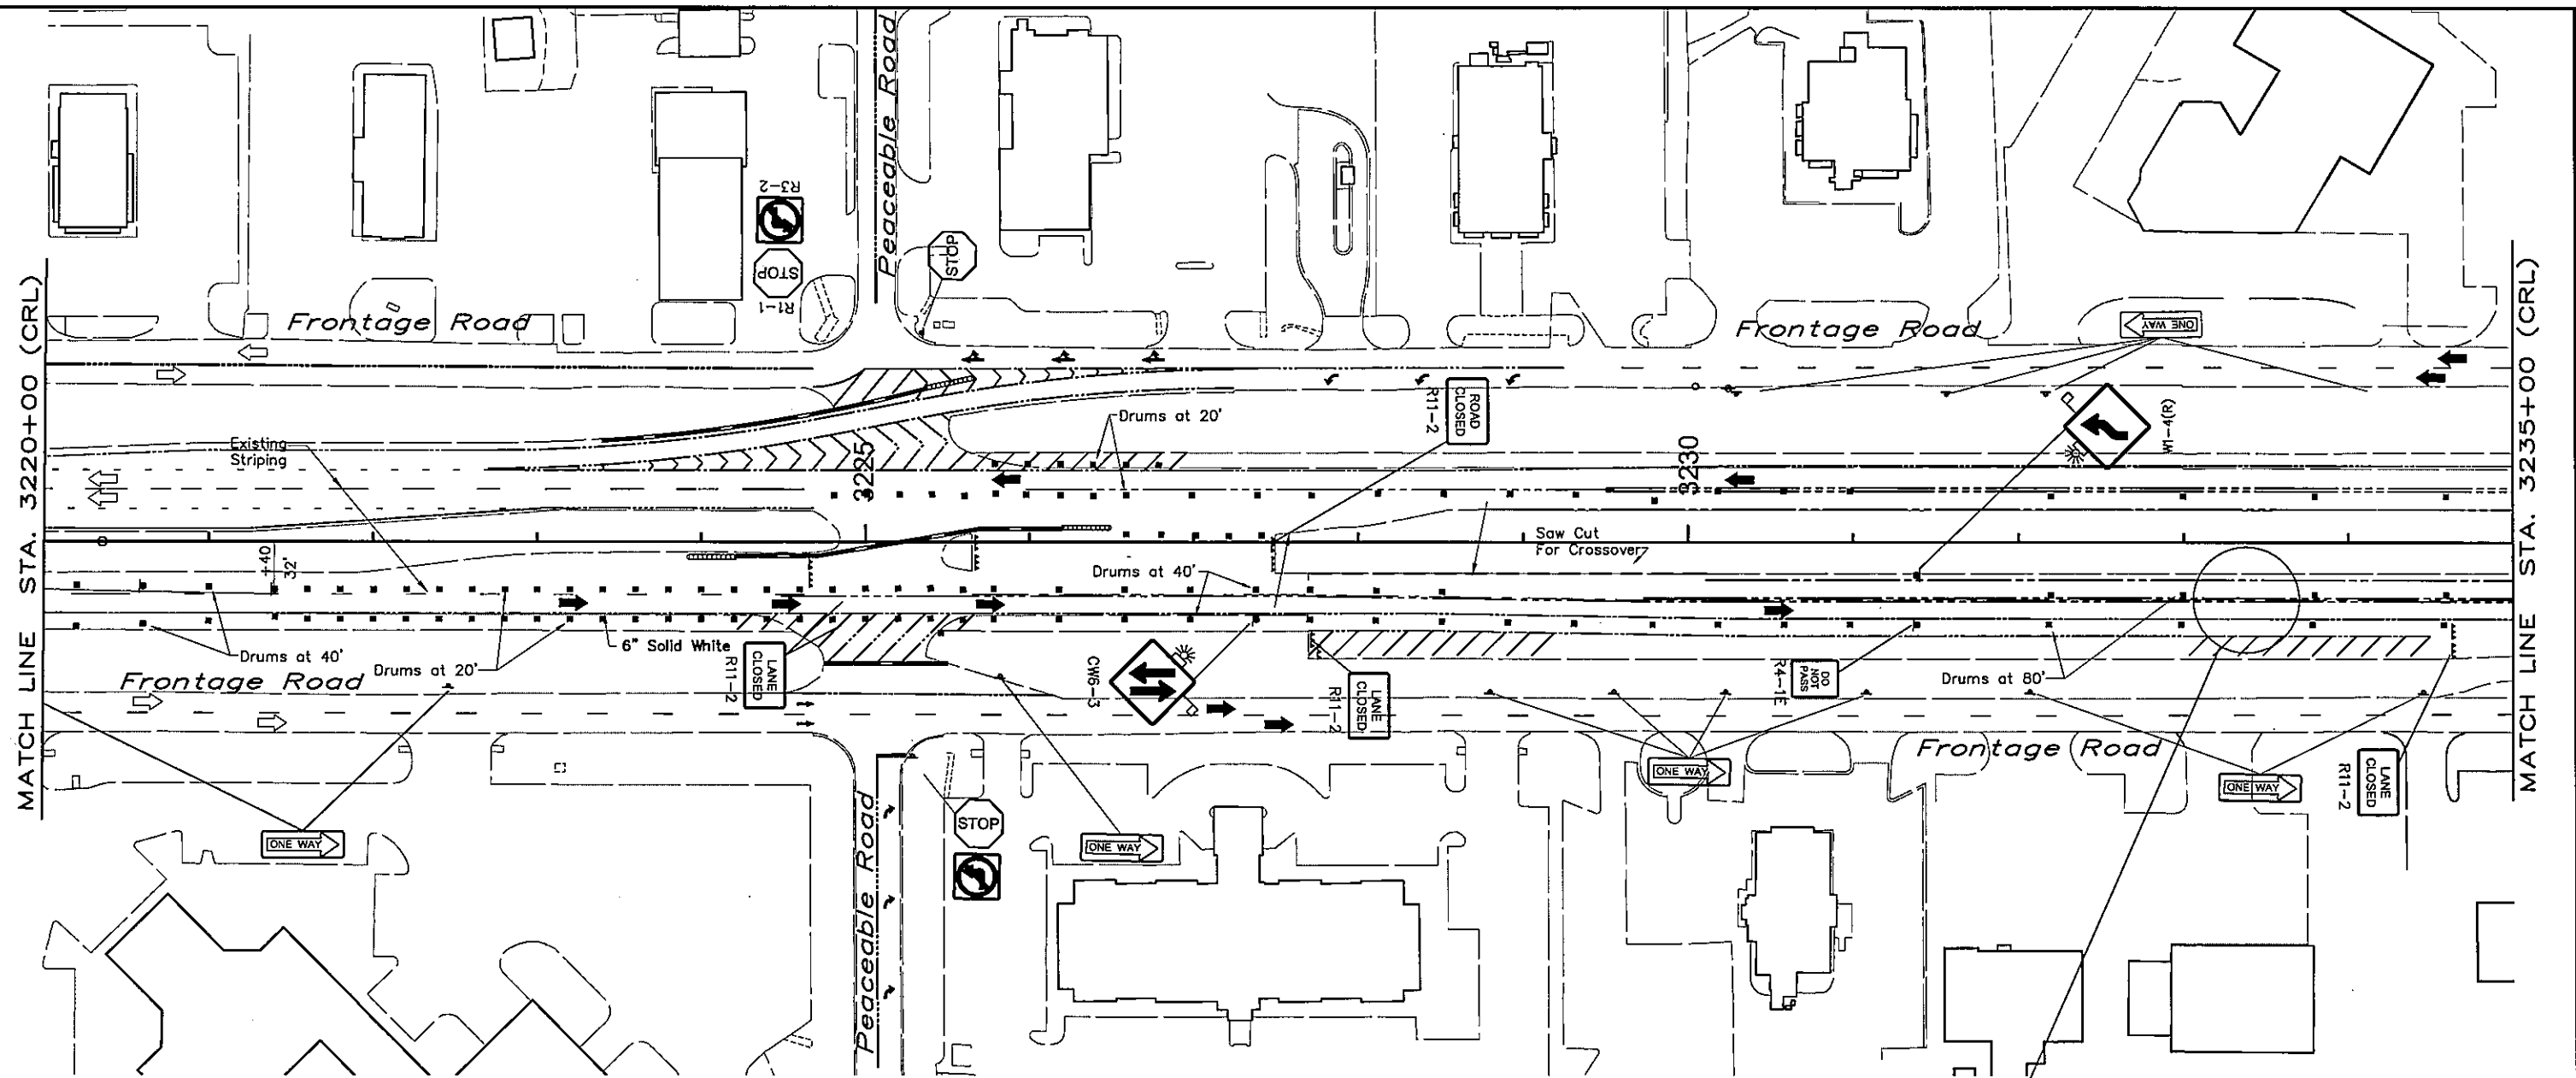 Peaceable Road
R3-2
STOP
R1-1
STOP
Frontage Road
Frontage Road
ONE WAY
MATCH LINE STA. 3220+00 (CRL)
MATCH LINE STA. 3235+00 (CRL)
ROAD
CLOSED
R11-2
W1-4(R)
Drums at 20'
Existing
Striping
3225
3230
Saw Cut
For Crossover
+40
32'
Drums at 40'
Drums at 40'
Drums at 20'
6" Solid White
LANE
CLOSED
R11-2
CW6-3
LANE
CLOSED
R11-2
DO
NOT
PASS
R4-1E
Drums at 80'
Frontage Road
Frontage Road
ONE WAY
ONE WAY
LANE
CLOSED
R11-2
Peaceable Road
STOP
ONE WAY
ONE WAY